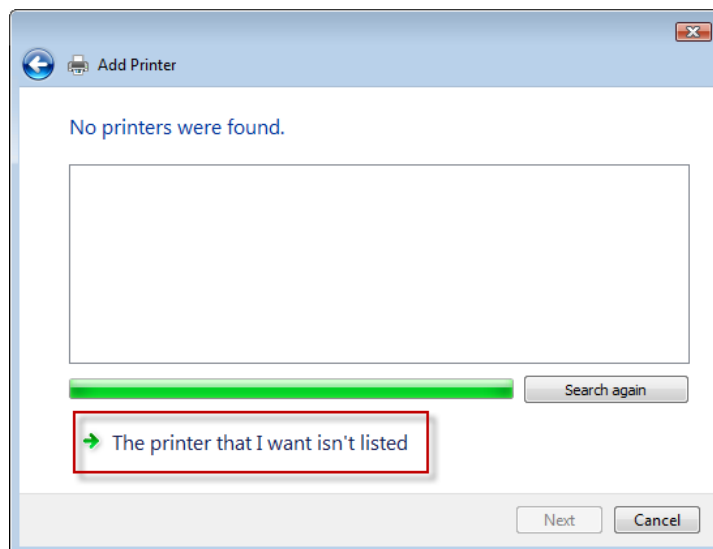 Add Printer
No printers were found.
Search again
The printer that I want isn't listed
Next
Cancel